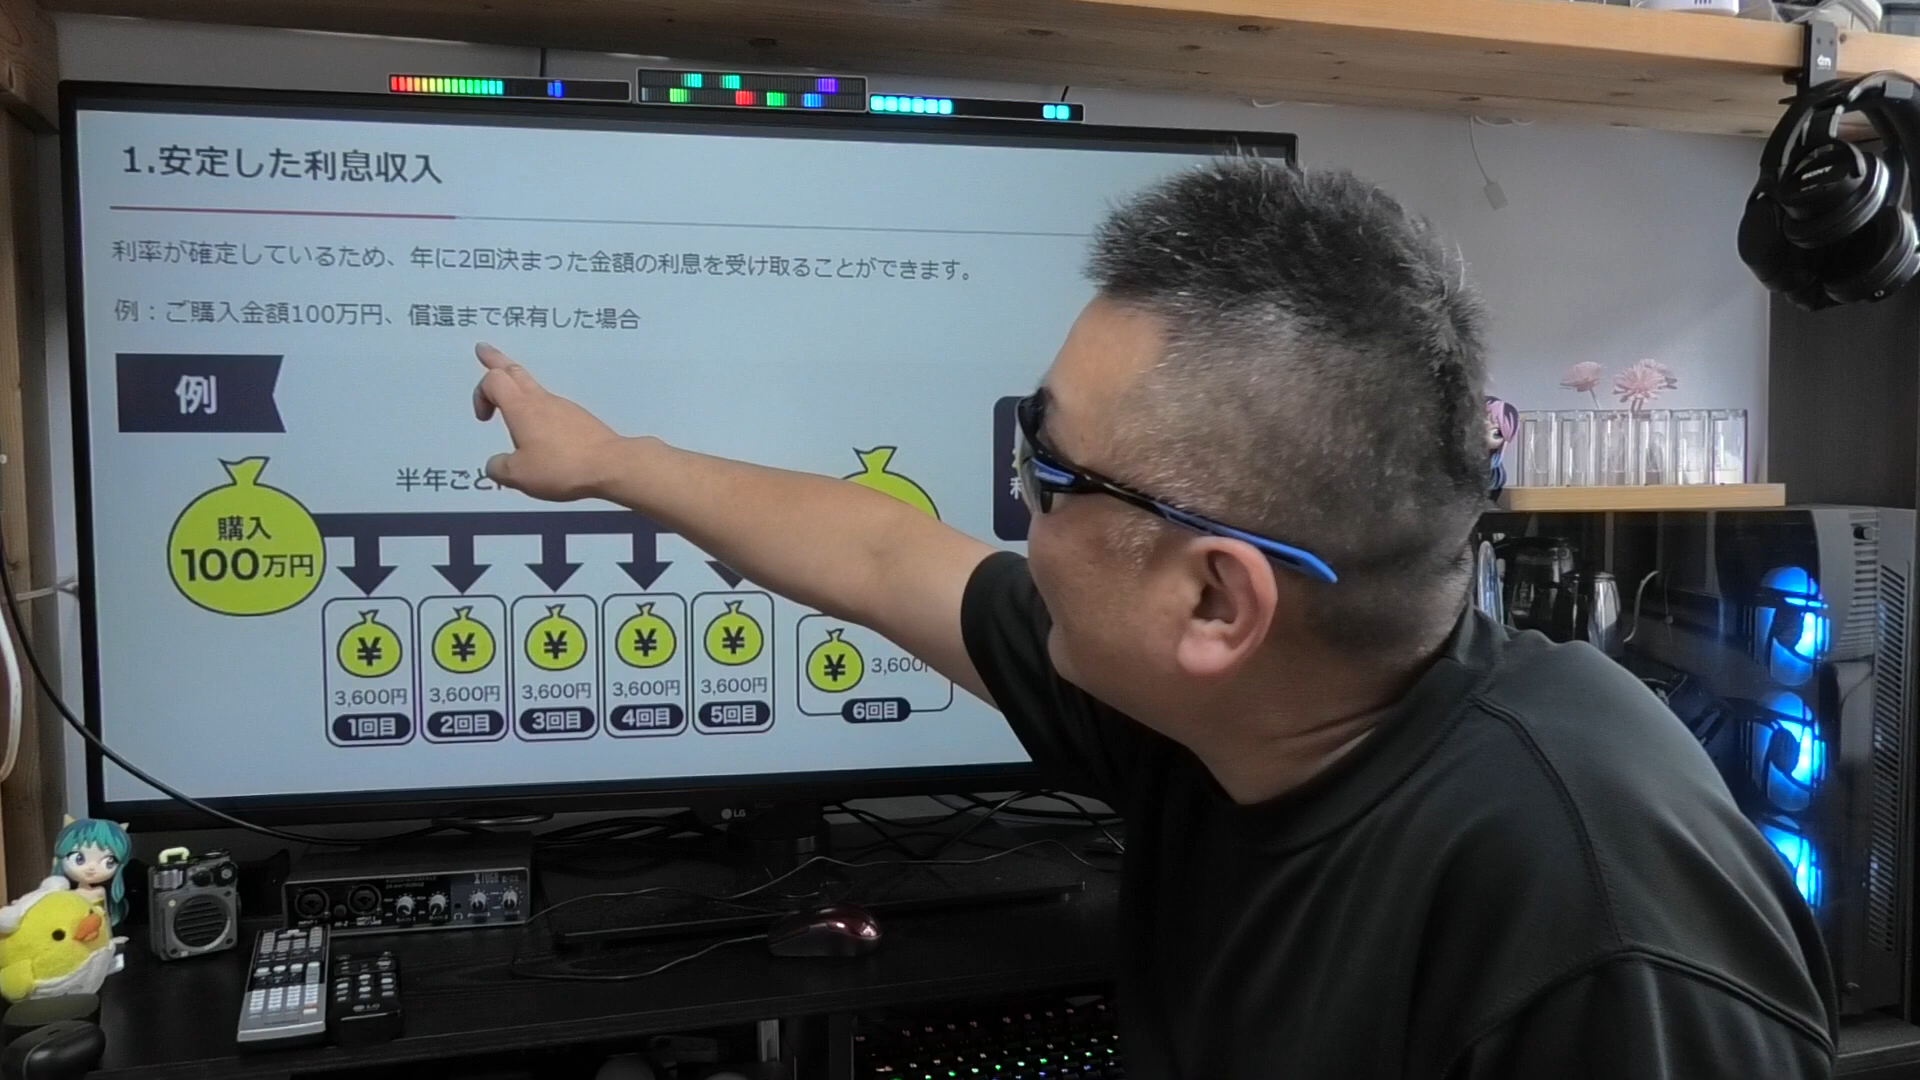 1.安定した利息収入
利率が確定しているため、年に2回決まった金額の利息を受け取ることができます。
例：ご購入金額100万円、償還まで保有した場合
例
半年ごと
購入
100万円
¥ ¥ ¥ ¥ ¥ ¥
3,600円 3,600円 3,600円 3,600円 3,600円 3,600円
1回目 2回目 3回目 4回目 5回目 6回目
LG
SONY